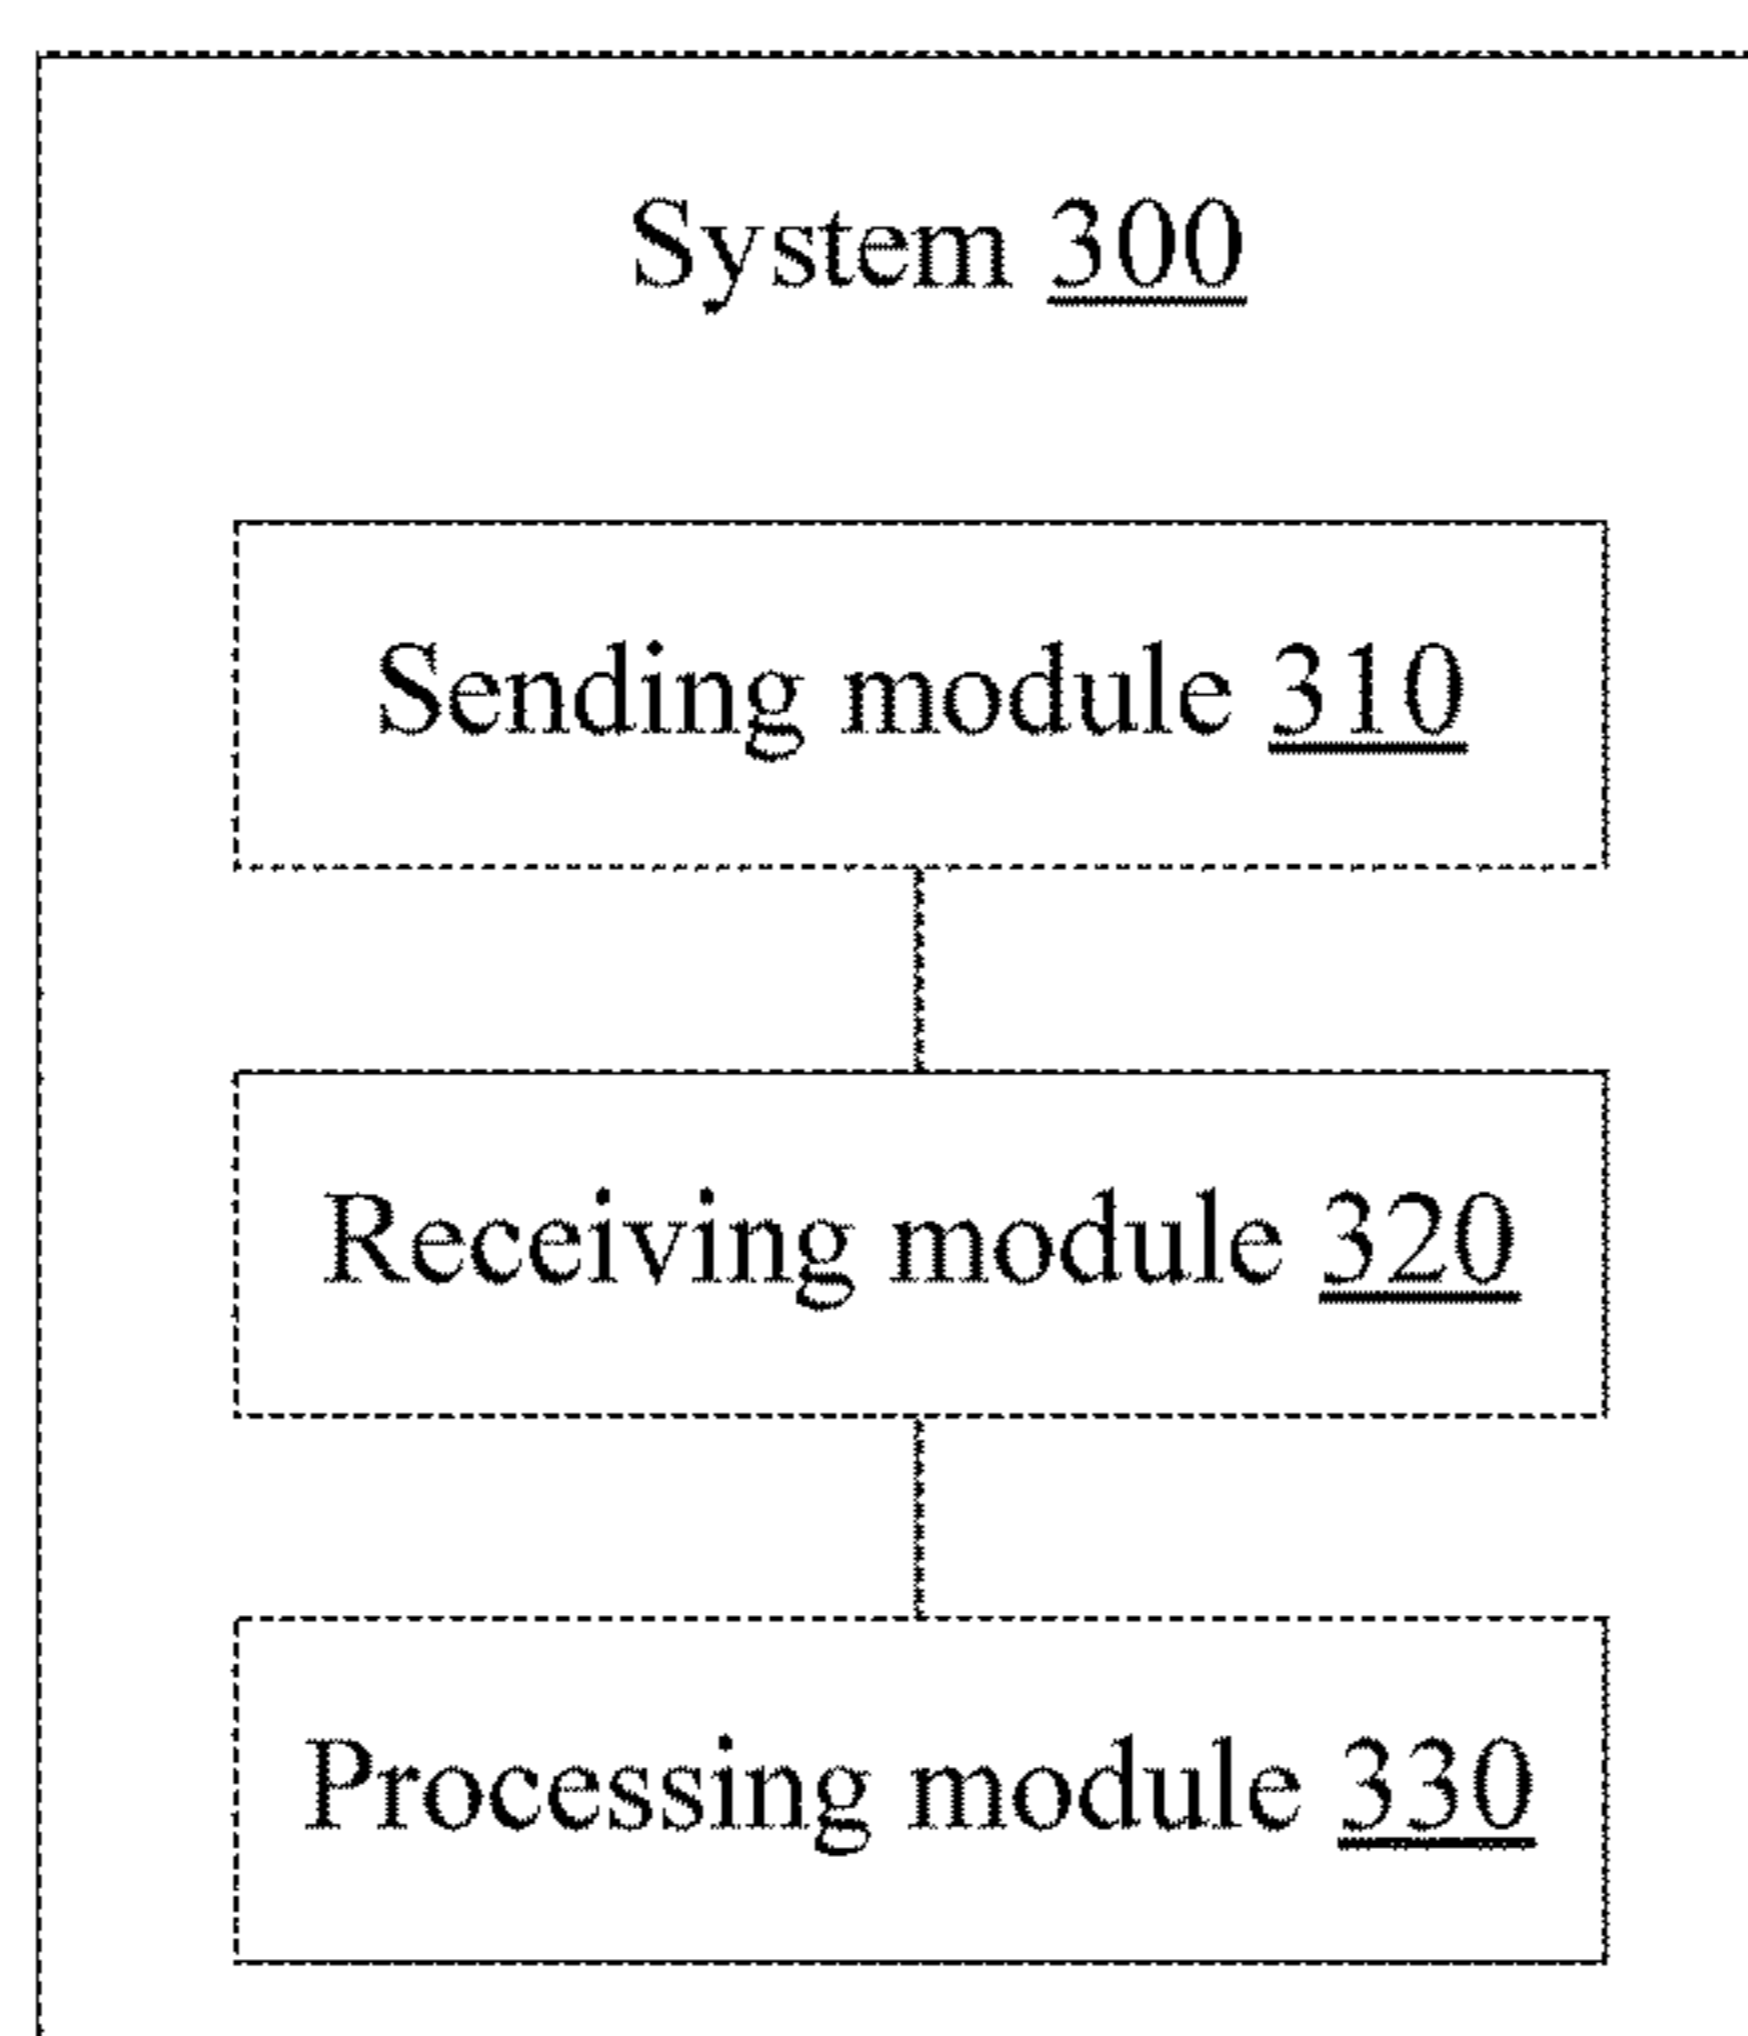 System 300
Sending module 310
Receiving module 320
Processing module 330